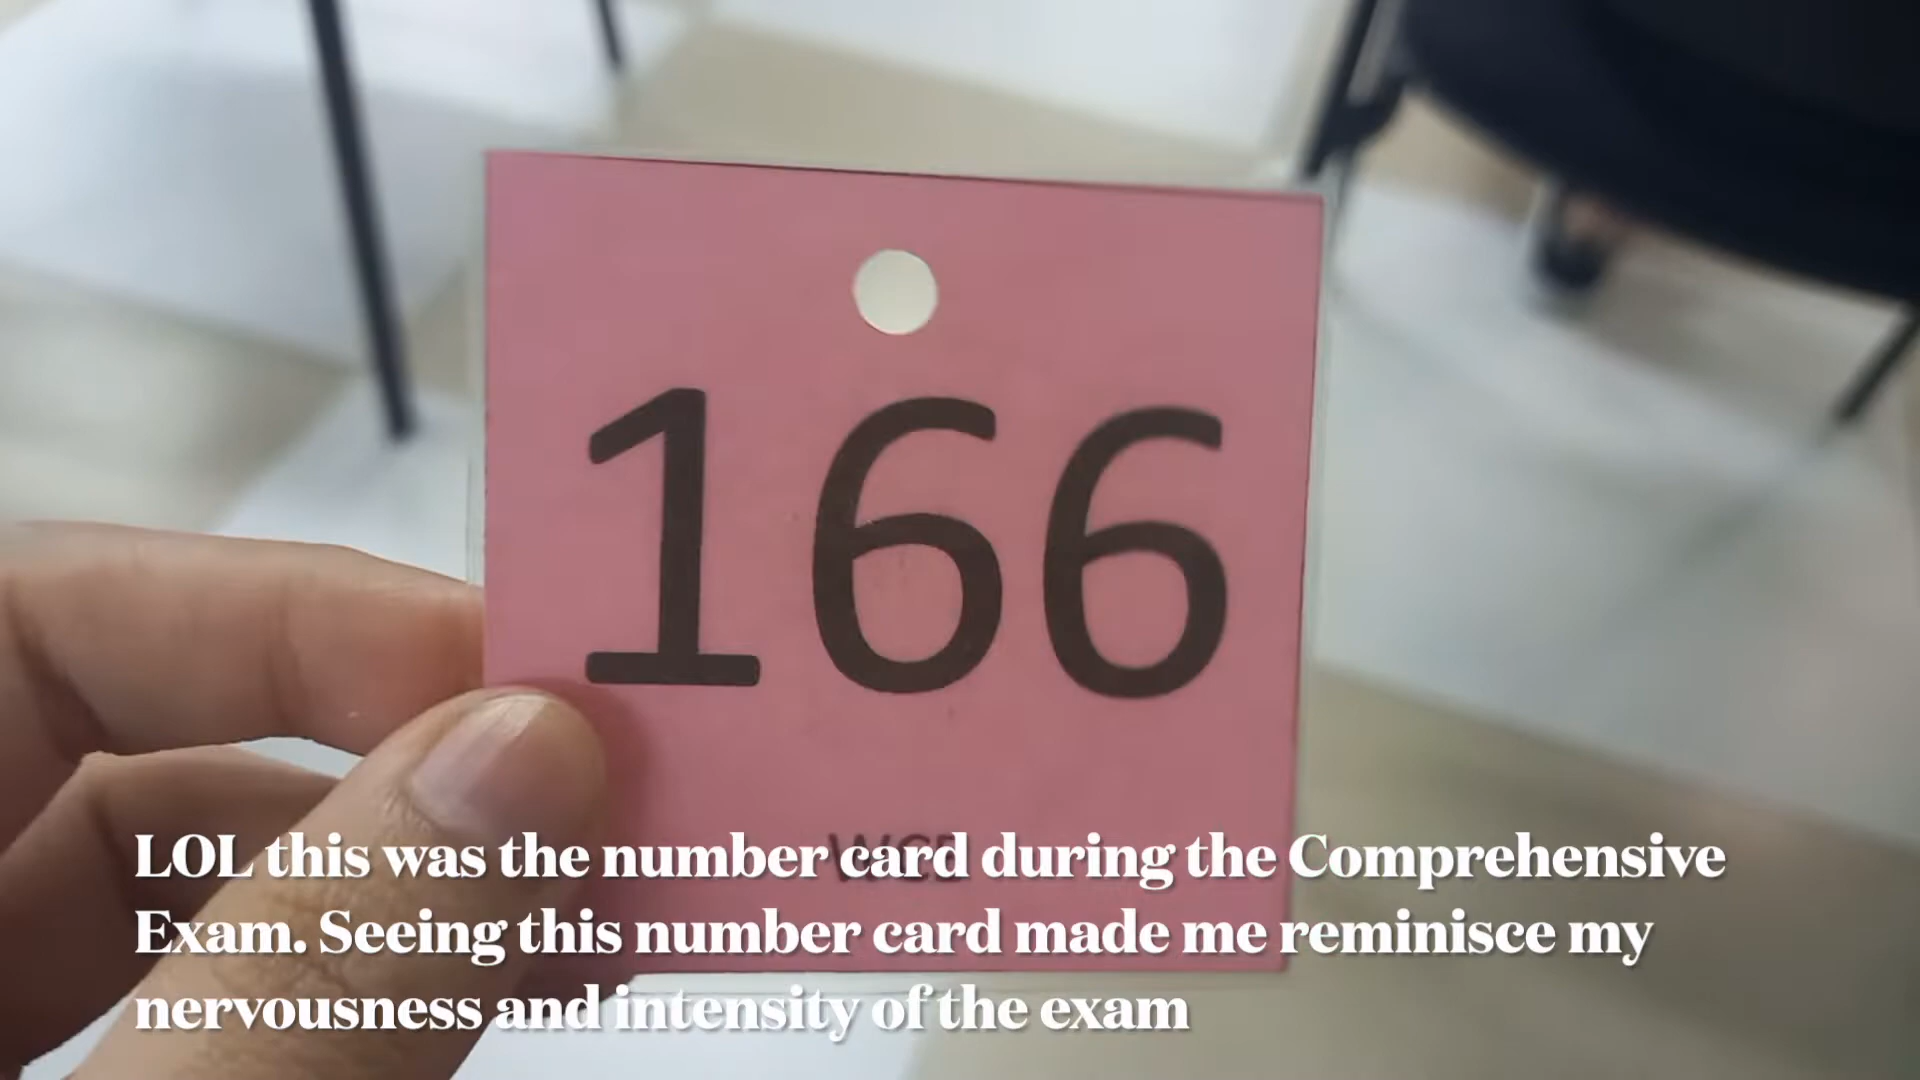 166
LOL this was the number card during the Comprehensive
Exam. Seeing this number card made me reminisce my
nervousness and intensity of the exam